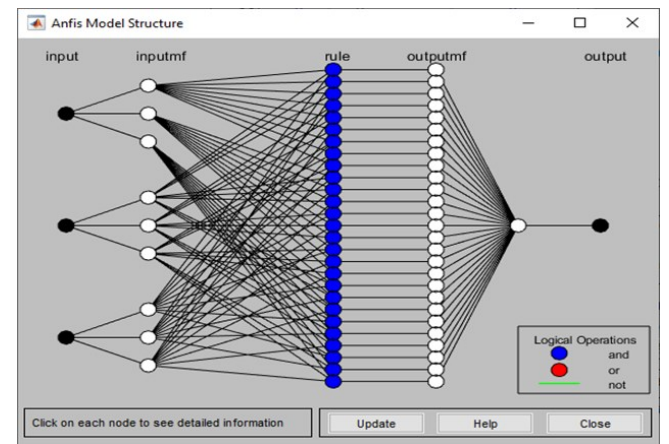 Anfis Model Structure
input inputmf rule outputmf output
Logical Operations
and
or
not
Click on each node to see detailed information
Update Help Close